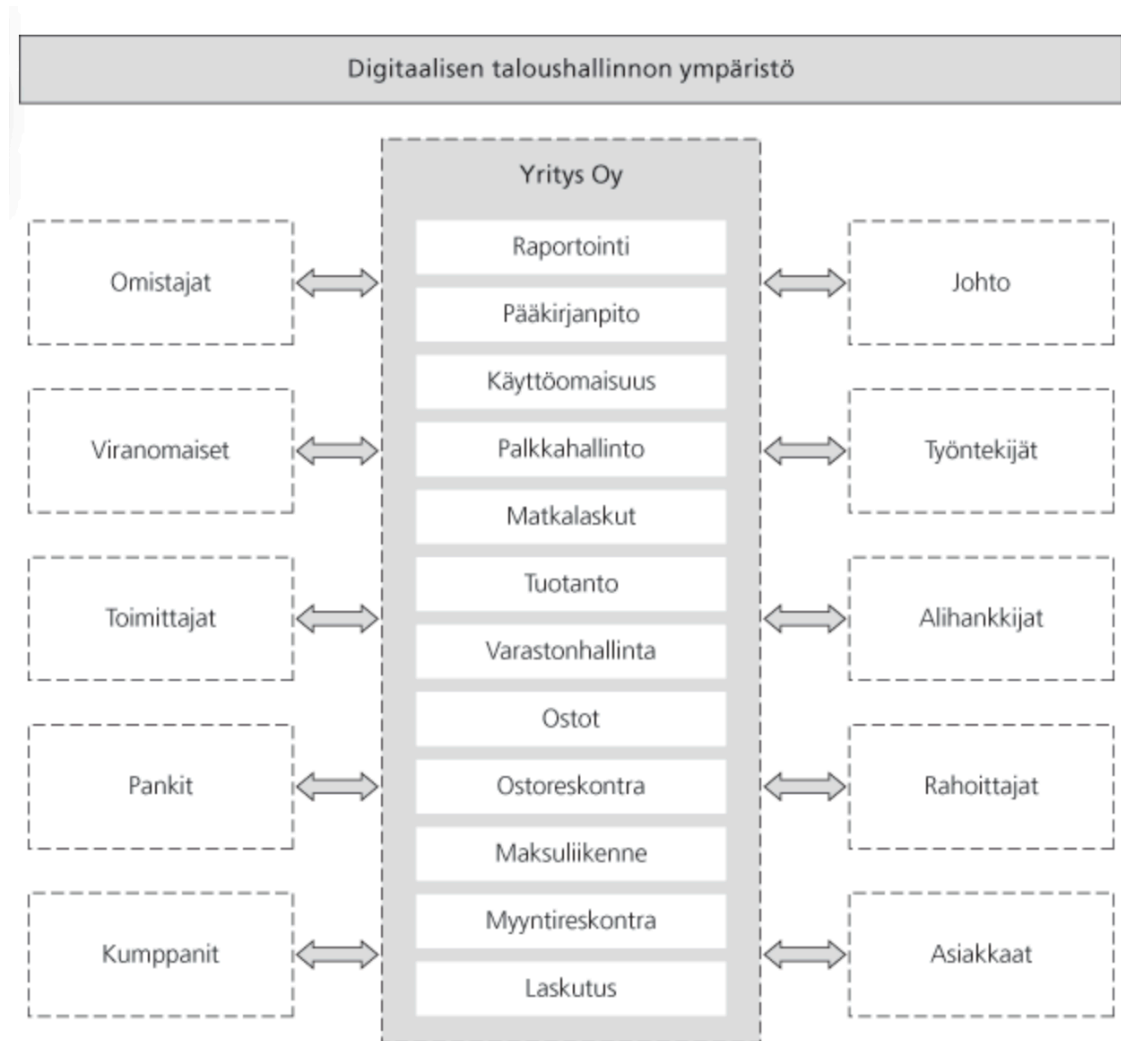 Digitaalisen taloushallinnon ympäristö
Yritys Oy
Raportointi
Pääkirjanpito
Käyttöomaisuus
Palkkahallinto
Matkalaskut
Tuotanto
Varastonhallinta
Ostot
Ostoreskontra
Maksuliikenne
Myyntireskontra
Laskutus
Omistajat
Viranomaiset
Toimittajat
Pankit
Kumppanit
Johto
Työntekijät
Alihankkijat
Rahoittajat
Asiakkaat